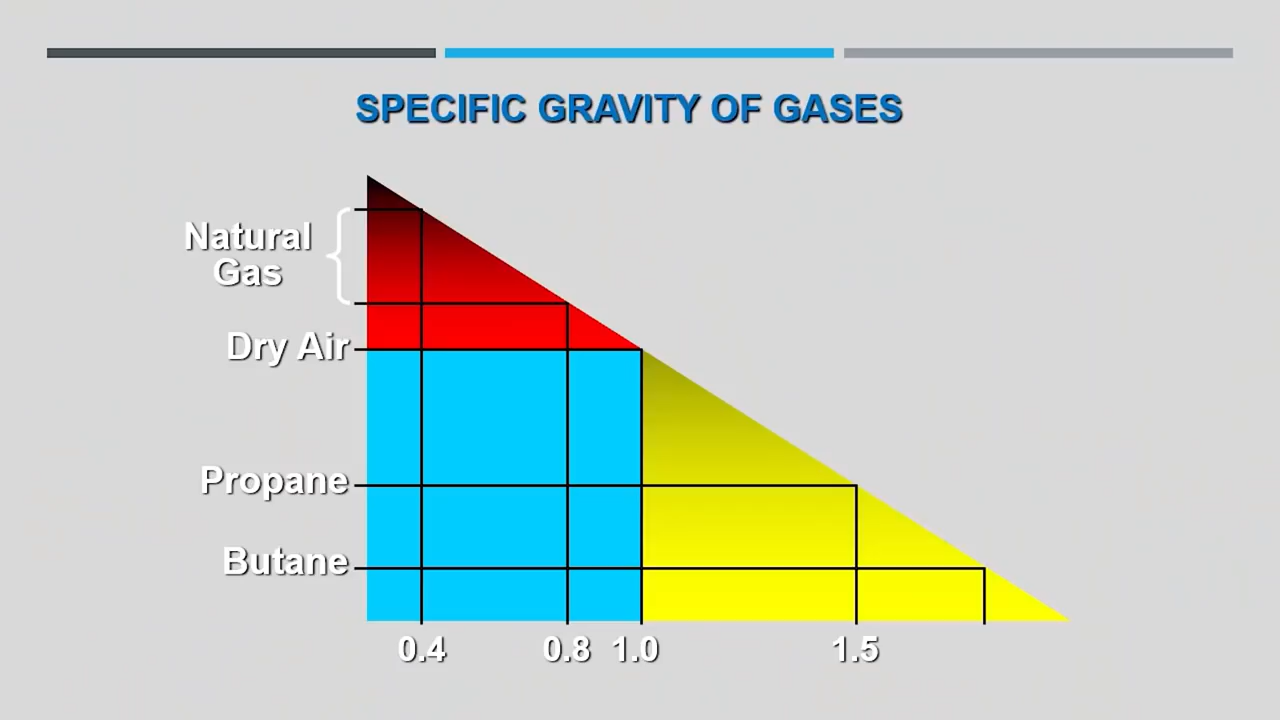 SPECIFIC GRAVITY OF GASES
Natural
Gas
Dry Air
Propane
Butane
0.4
0.8
1.0
1.5